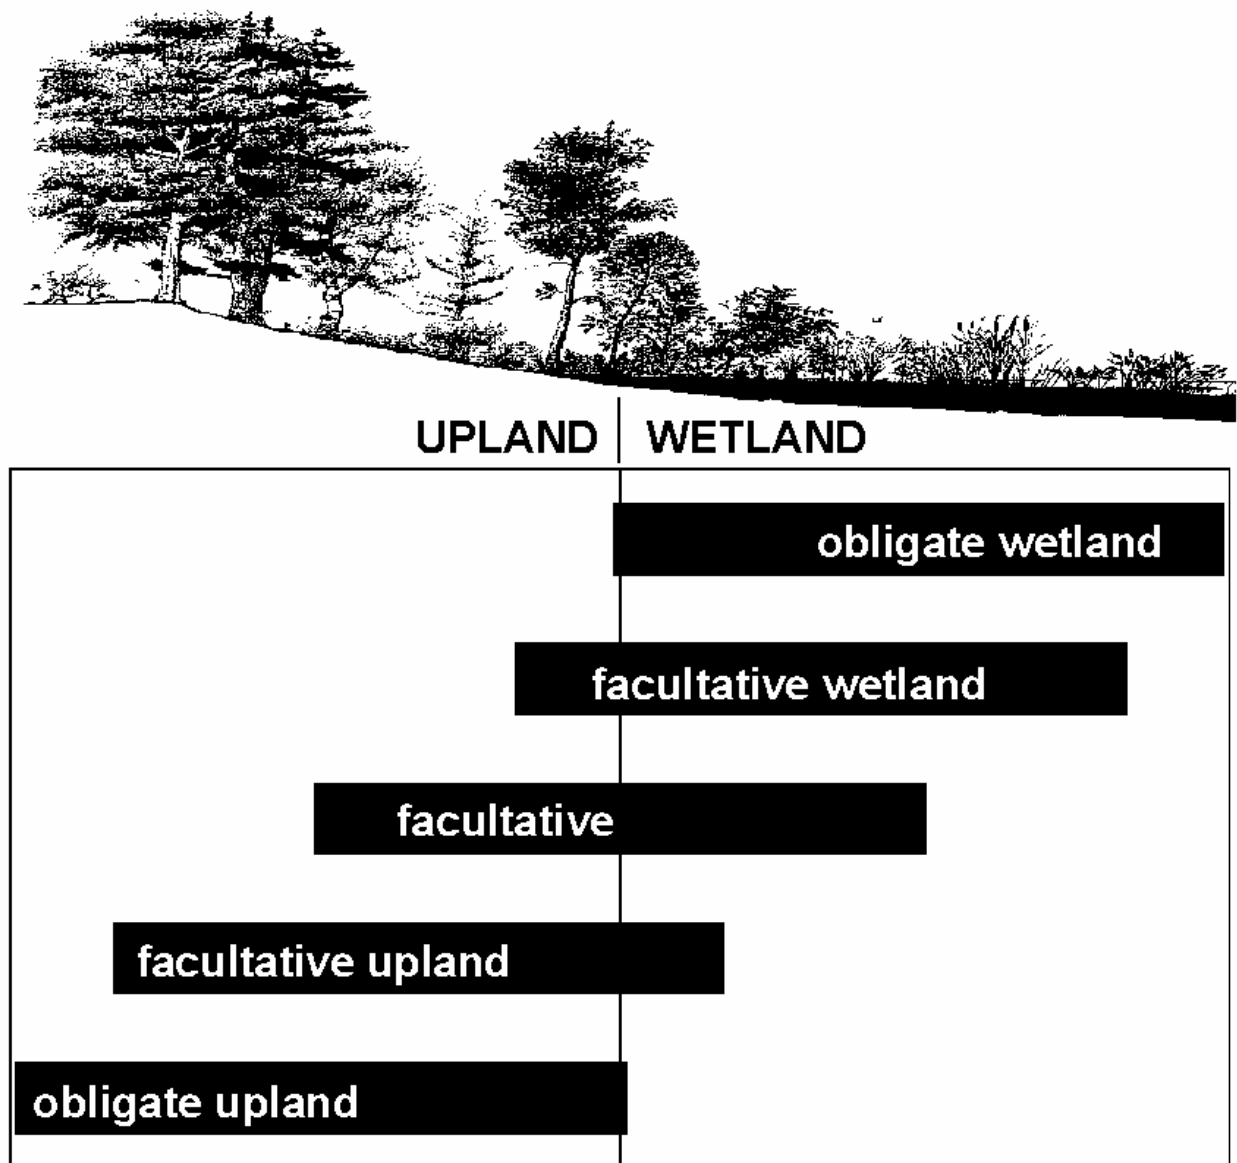 UPLAND WETLAND
obligate wetland
facultative wetland
facultative
facultative upland
obligate upland